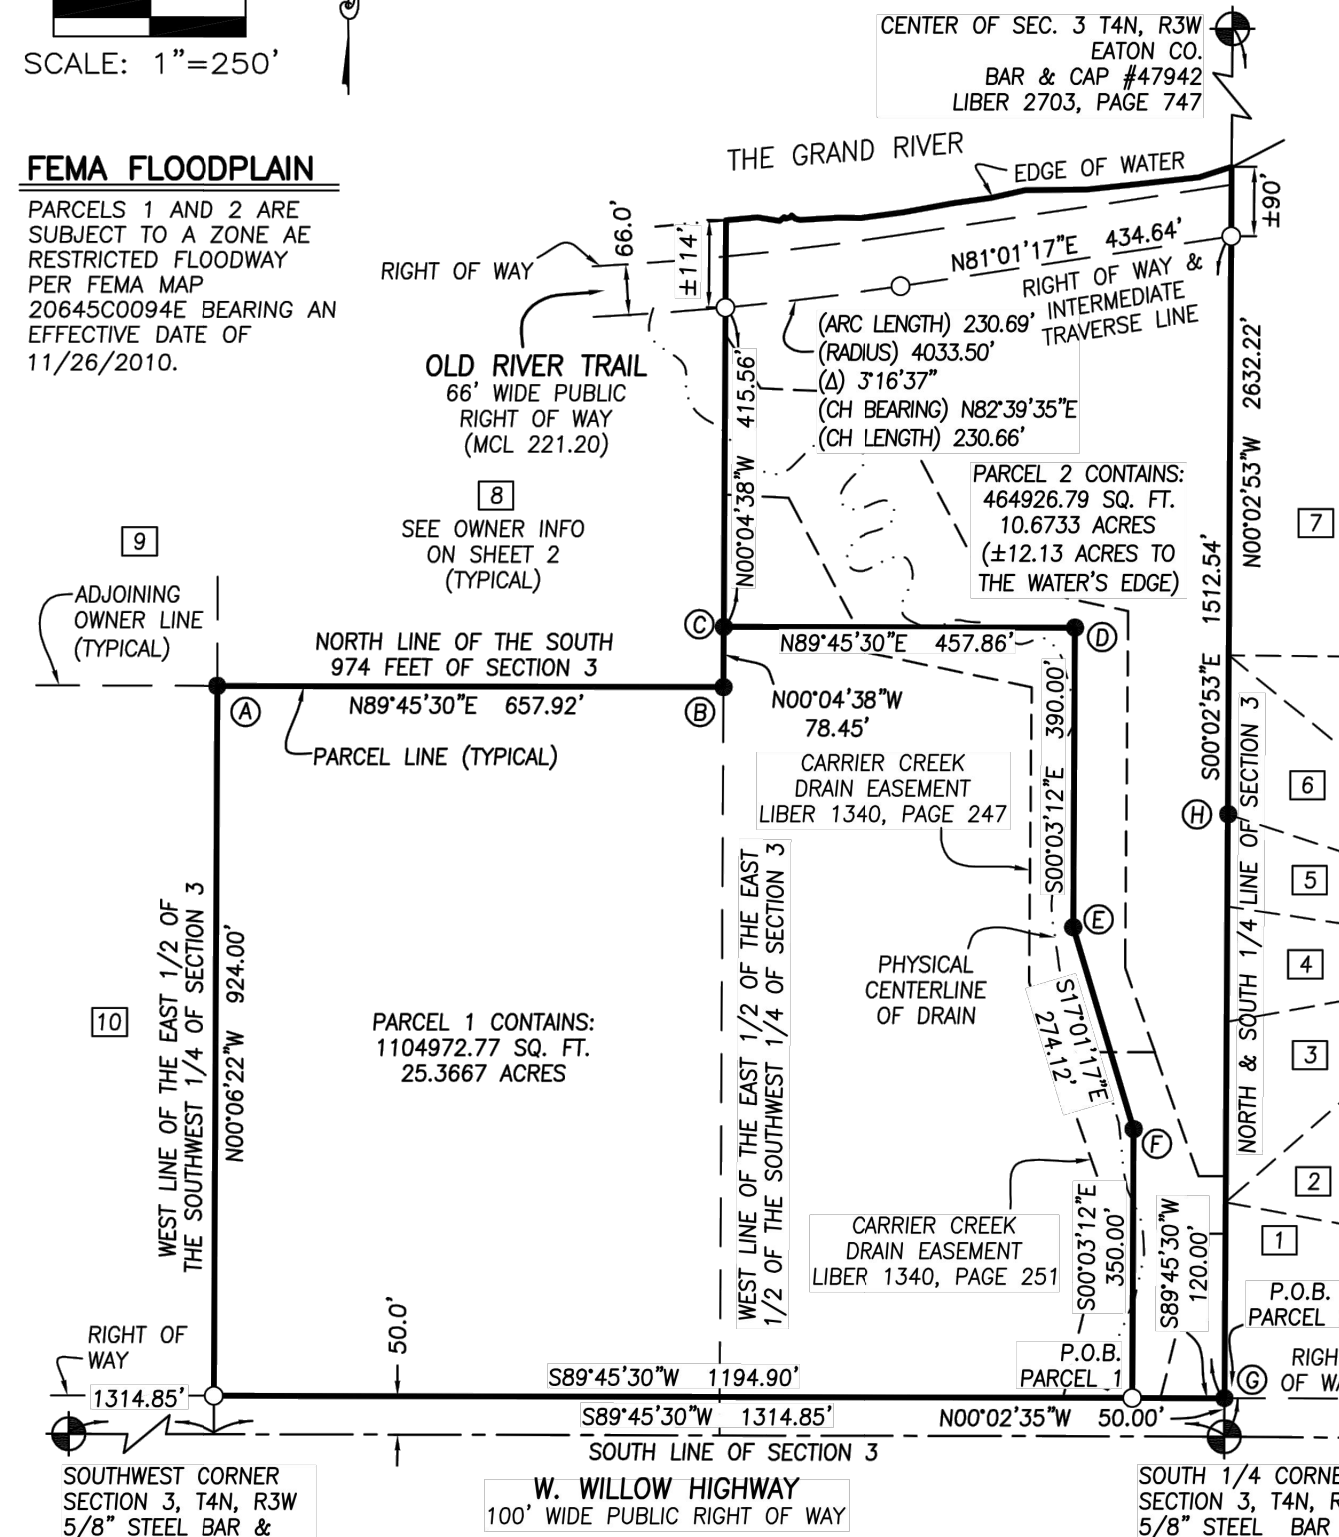 SCALE: 1"=250'
CENTER OF SEC. 3 T4N, R3W
EATON CO.
BAR & CAP #47942
LIBER 2703, PAGE 747
FEMA FLOODPLAIN
PARCELS 1 AND 2 ARE
SUBJECT TO A ZONE AE
RESTRICTED FLOODWAY
PER FEMA MAP
20645C0094E BEARING AN
EFFECTIVE DATE OF
11/26/2010.
THE GRAND RIVER
EDGE OF WATER
±90'
66.0'
±114'
RIGHT OF WAY
N81°01'17"E 434.64'
RIGHT OF WAY &
INTERMEDIATE
TRAVERSE LINE
OLD RIVER TRAIL
66' WIDE PUBLIC
RIGHT OF WAY
(MCL 221.20)
(ARC LENGTH) 230.69'
(RADIUS) 4033.50'
(Δ) 3°16'37"
(CH BEARING) N82°39'35"E
(CH LENGTH) 230.66'
N00°04'38"W 415.56'
N00°02'53"W 2632.22'
PARCEL 2 CONTAINS:
464926.79 SQ. FT.
10.6733 ACRES
(±12.13 ACRES TO
THE WATER'S EDGE)
8
SEE OWNER INFO
ON SHEET 2
(TYPICAL)
9
7
ADJOINING
OWNER LINE
(TYPICAL)
S00°02'53"E 1512.54'
C
D
N89°45'30"E 457.86'
NORTH LINE OF THE SOUTH
974 FEET OF SECTION 3
N89°45'30"E 657.92'
A
B
N00°04'38"W
78.45'
PARCEL LINE (TYPICAL)
S00°03'12"E 390.00'
CARRIER CREEK
DRAIN EASEMENT
LIBER 1340, PAGE 247
6
H
5
4
3
2
1
NORTH & SOUTH 1/4 LINE OF SECTION 3
E
PHYSICAL
CENTERLINE
OF DRAIN
S17°01'17"E
274.12'
WEST LINE OF THE EAST 1/2 OF
THE SOUTHWEST 1/4 OF SECTION 3
N00°06'22"W 924.00'
10
PARCEL 1 CONTAINS:
1104972.77 SQ. FT.
25.3667 ACRES
WEST LINE OF THE EAST 1/2 OF THE EAST
1/2 OF THE SOUTHWEST 1/4 OF SECTION 3
F
CARRIER CREEK
DRAIN EASEMENT
LIBER 1340, PAGE 251
S00°03'12"E
350.00'
S89°45'30"W
120.00'
P.O.B.
PARCEL
P.O.B.
PARCEL 1
RIGHT OF
WAY
50.0'
G
RIGH
OF WA
1314.85'
S89°45'30"W 1194.90'
S89°45'30"W 1314.85'
N00°02'35"W 50.00'
SOUTH LINE OF SECTION 3
W. WILLOW HIGHWAY
100' WIDE PUBLIC RIGHT OF WAY
SOUTHWEST CORNER
SECTION 3, T4N, R3W
5/8" STEEL BAR &
SOUTH 1/4 CORNE
SECTION 3, T4N, R
5/8" STEEL BAR